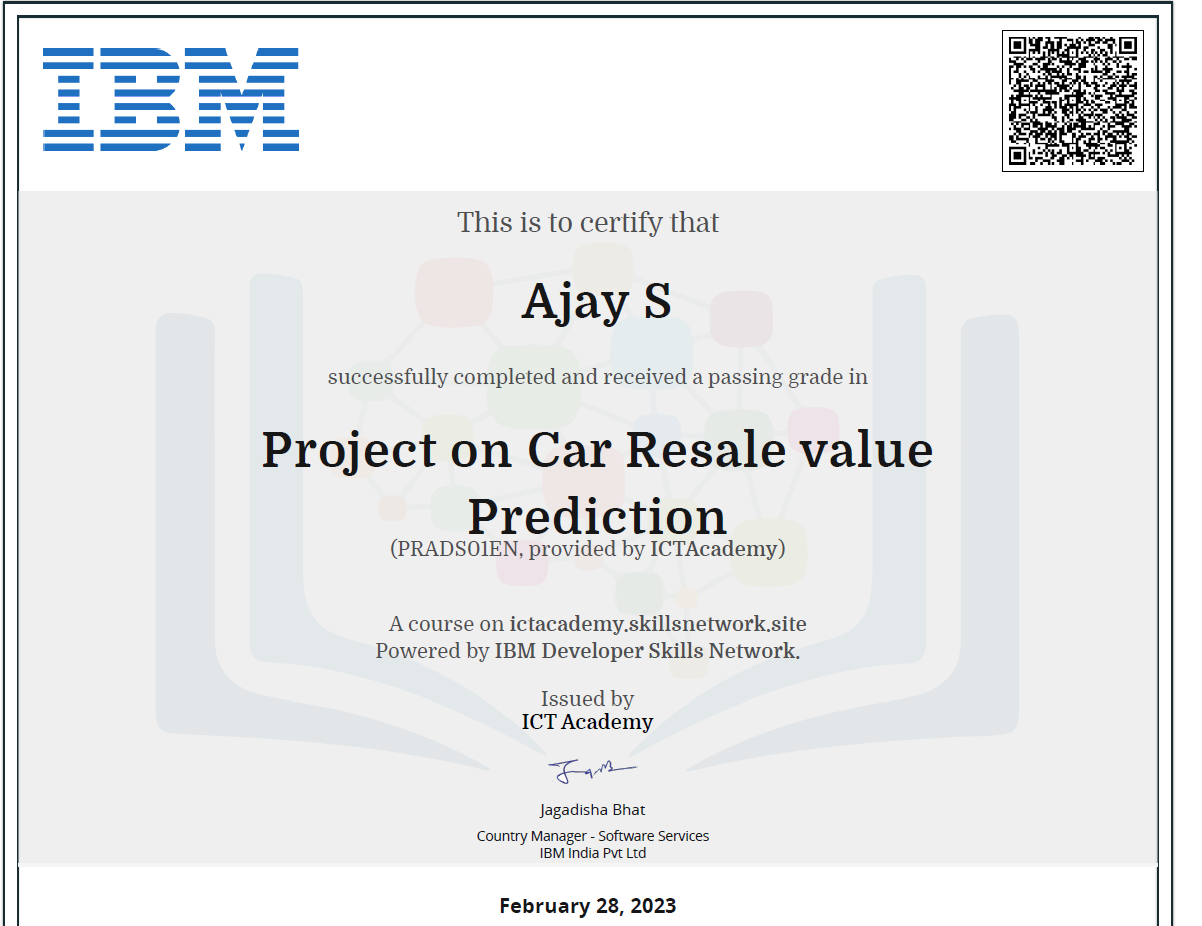 IBM
This is to certify that
Ajay S
successfully completed and received a passing grade in
Project on Car Resale value
Prediction
(PRADS01EN, provided by ICTAcademy)
A course on ictacademy.skillsnetwork.site
Powered by IBM Developer Skills Network.
Issued by
ICT Academy
Jagadisha Bhat
Country Manager - Software Services
IBM India Pvt Ltd
February 28, 2023